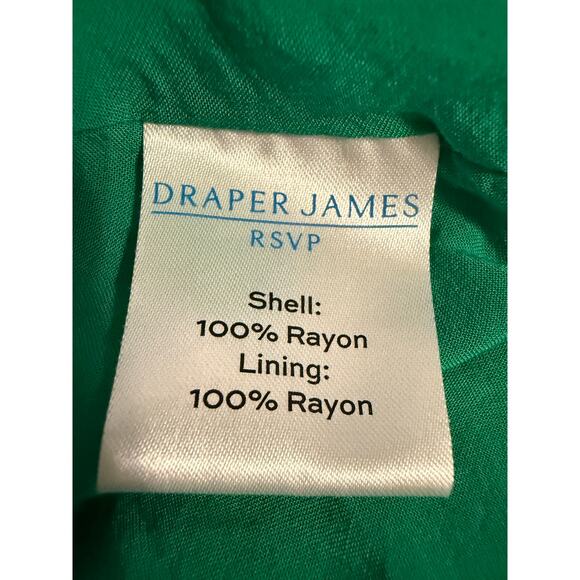 DRAPER JAMES
RSVP
Shell:
100% Rayon
Lining:
100% Rayon